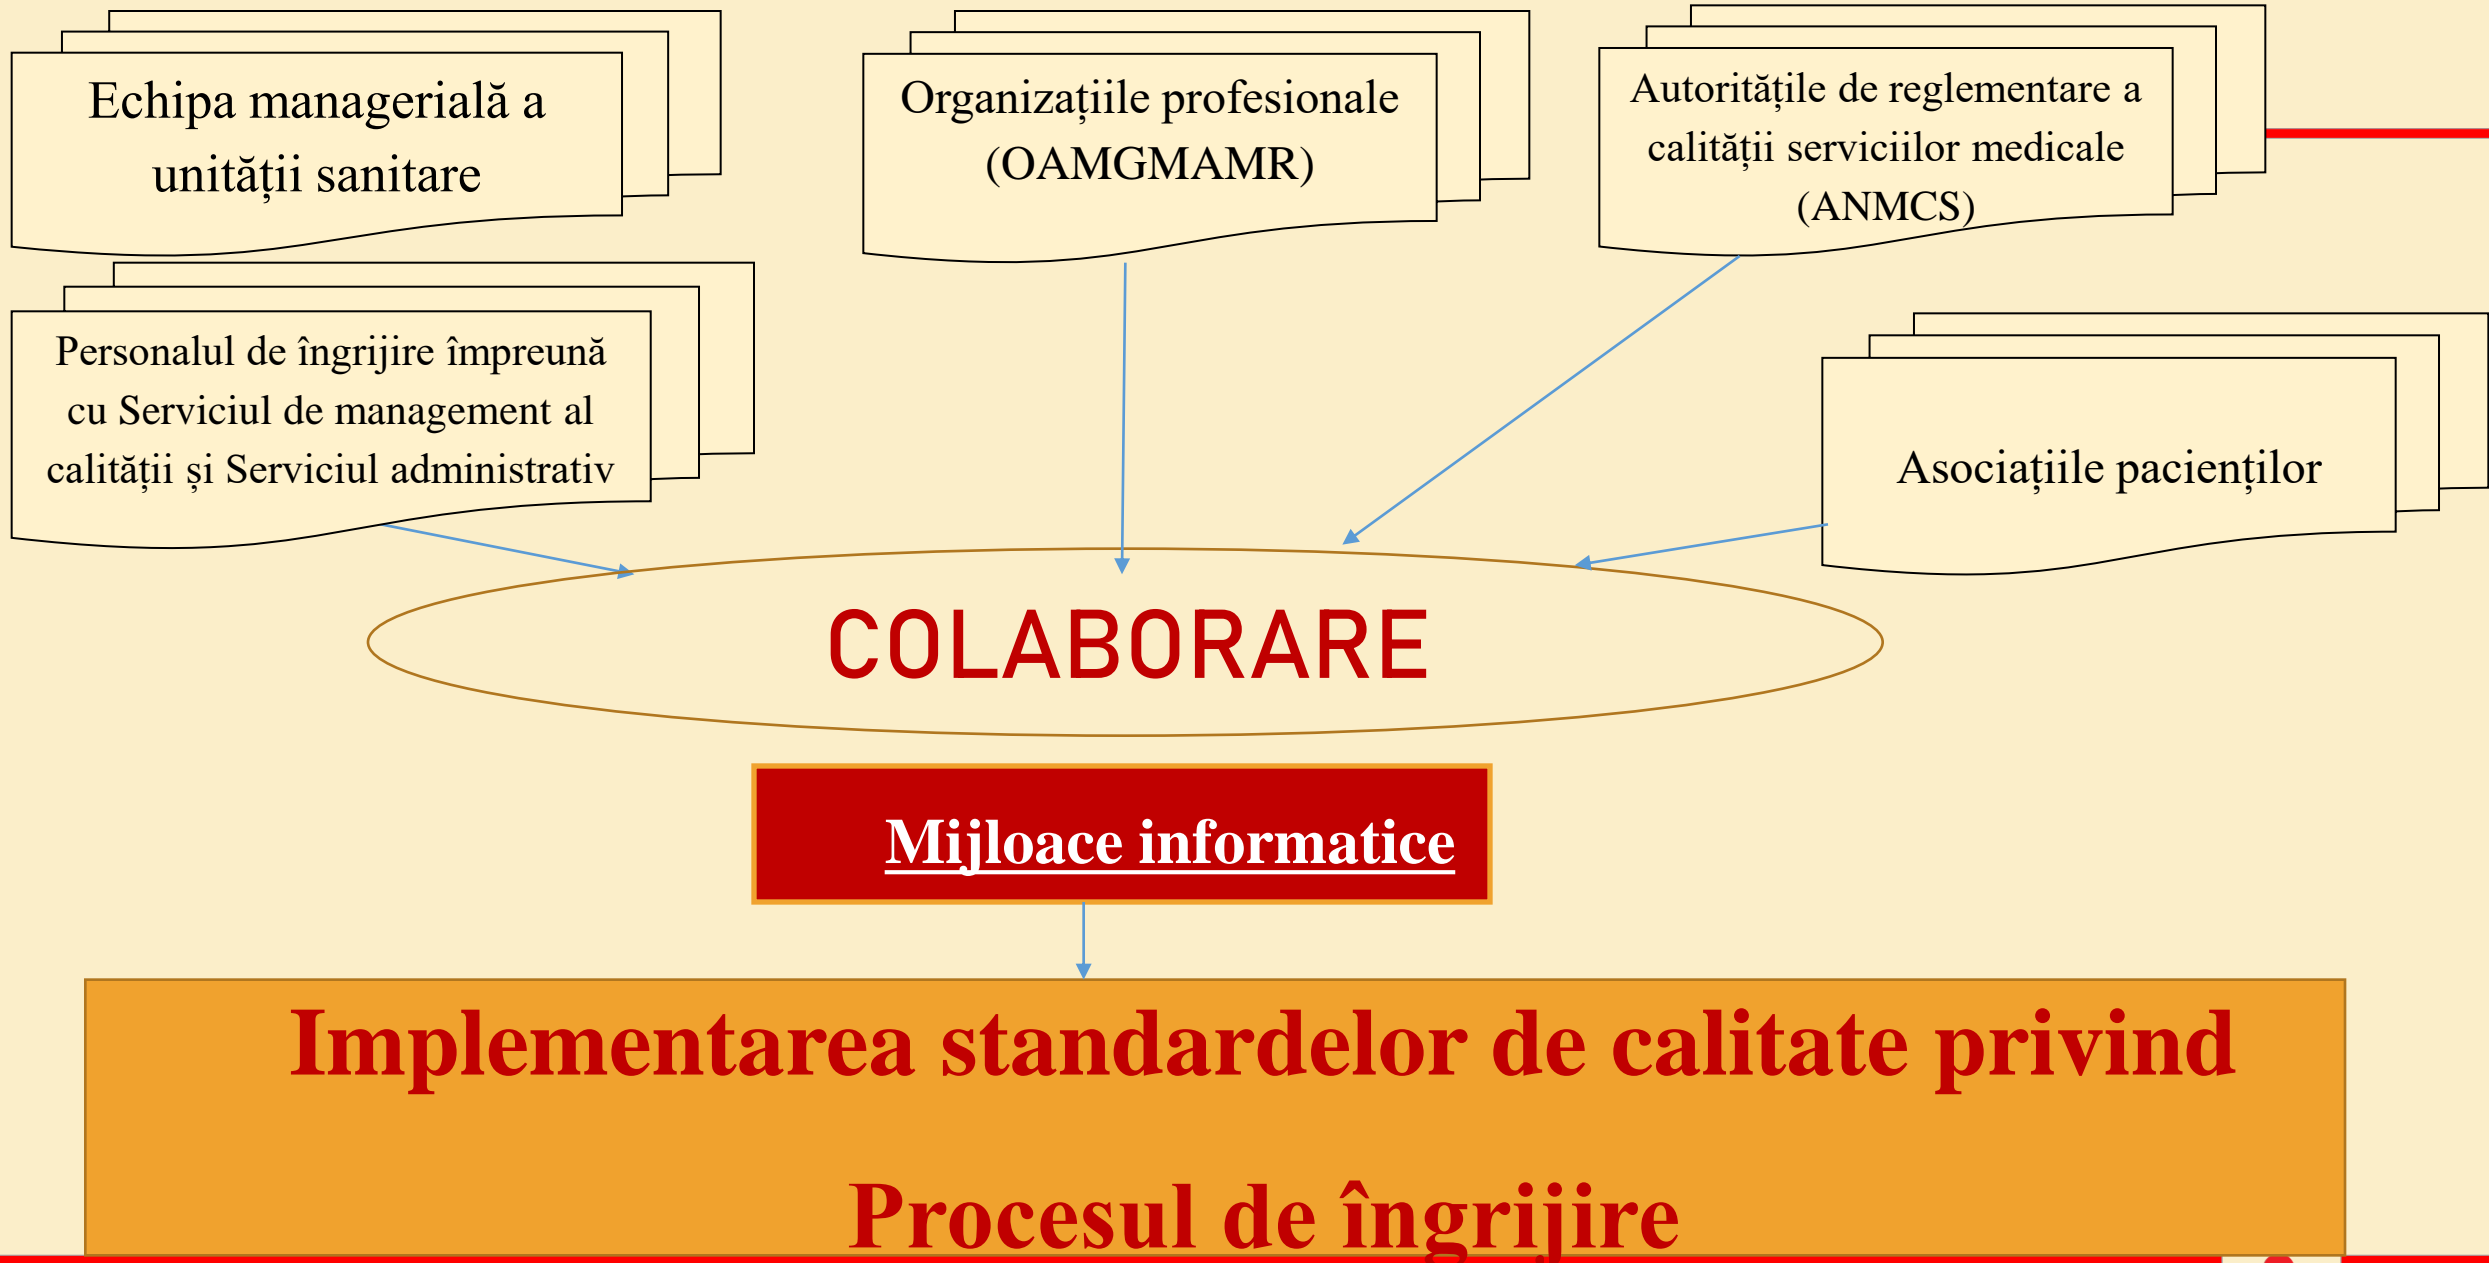 Echipa managerială a
unității sanitare
Organizațiile profesionale
(OAMGMAMR)
Autoritățile de reglementare a
calității serviciilor medicale
(ANMCS)
Personalul de îngrijire împreună
cu Serviciul de management al
calității și Serviciul administrativ
Asociațiile pacienților
COLABORARE
Mijloace informatice
Implementarea standardelor de calitate privind
Procesul de îngrijire